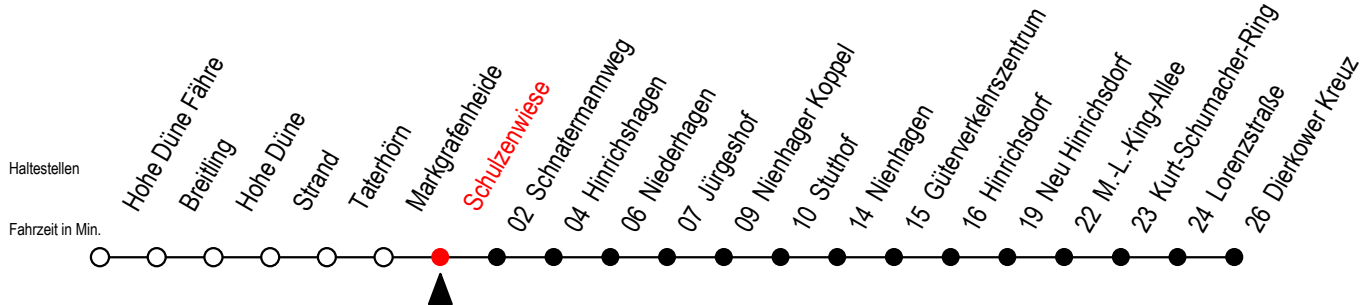 Haltestellen
Fahrzeit in Min.
Hohe Düne Fähre
Breitling
Hohe Düne
Strand
Taterhörn
Markgrafenheide
Schulzenwiese
02 Schnatermannweg
04 Hinrichshagen
06 Niederhagen
07 Jürgeshof
09 Nienhager Koppel
10 Stuthof
14 Nienhagen
15 Güterverkehrszentrum
16 Hinrichsdorf
19 Neu Hinrichsdorf
22 M.-L.-King-Allee
23 Kurt-Schumacher-Ring
24 Lorenzstraße
26 Dierkower Kreuz